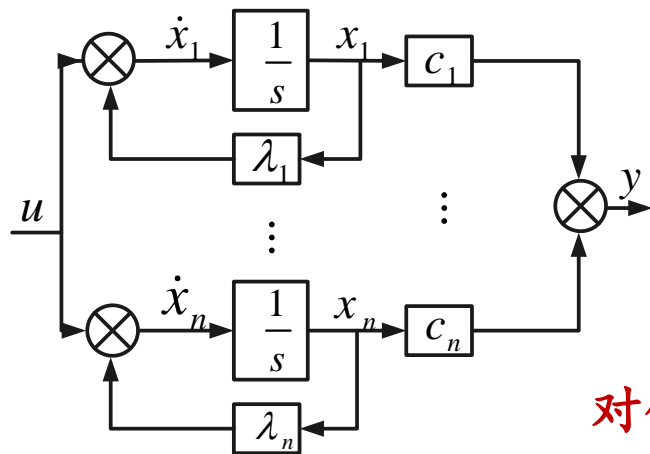 ẋ₁ 1/s x₁ c₁
λ₁
u ⋮ ⋮ y
ẋₙ 1/s xₙ cₙ
λₙ
对